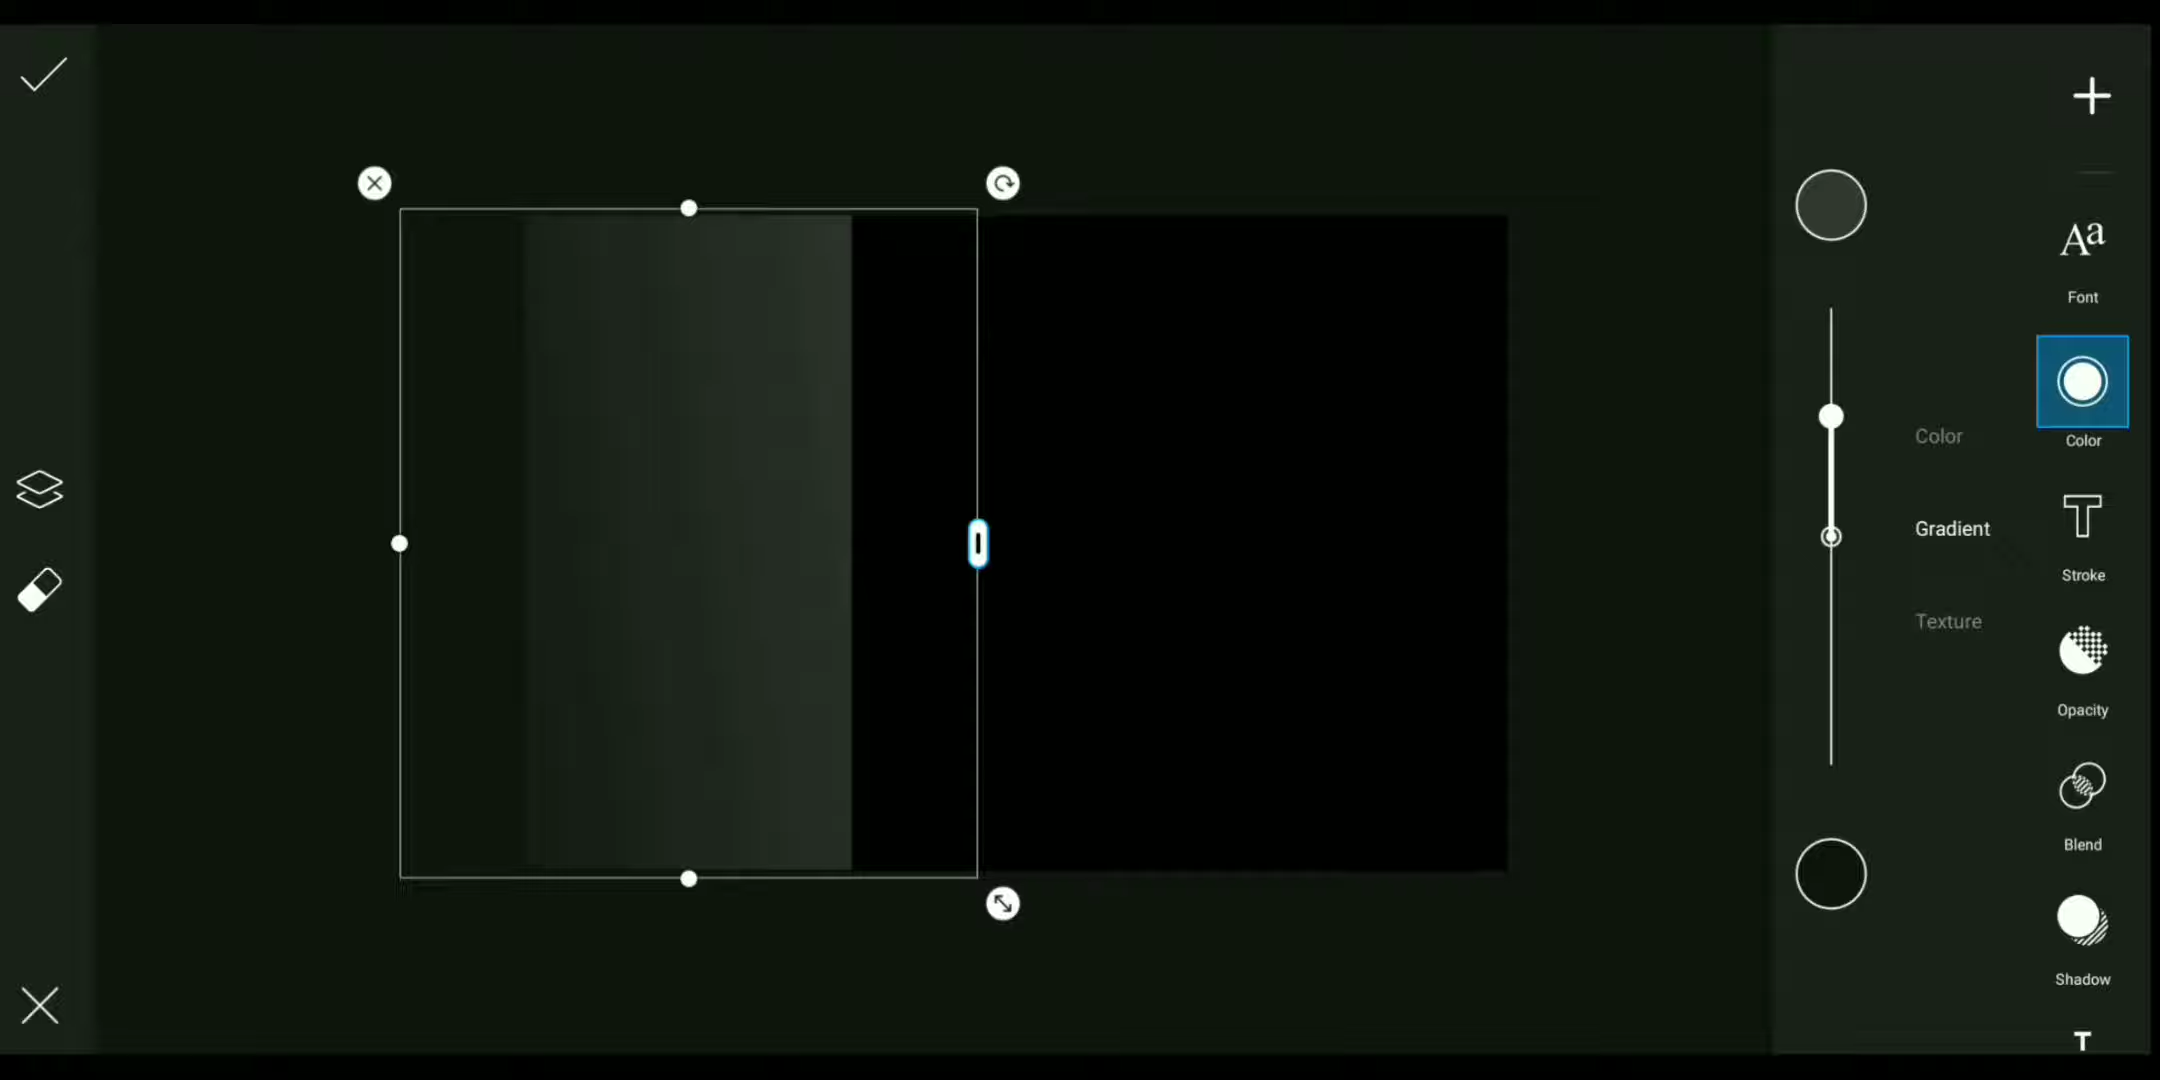 Aa
Font
Color
Color
Gradient
Stroke
Texture
Opacity
Blend
Shadow
T